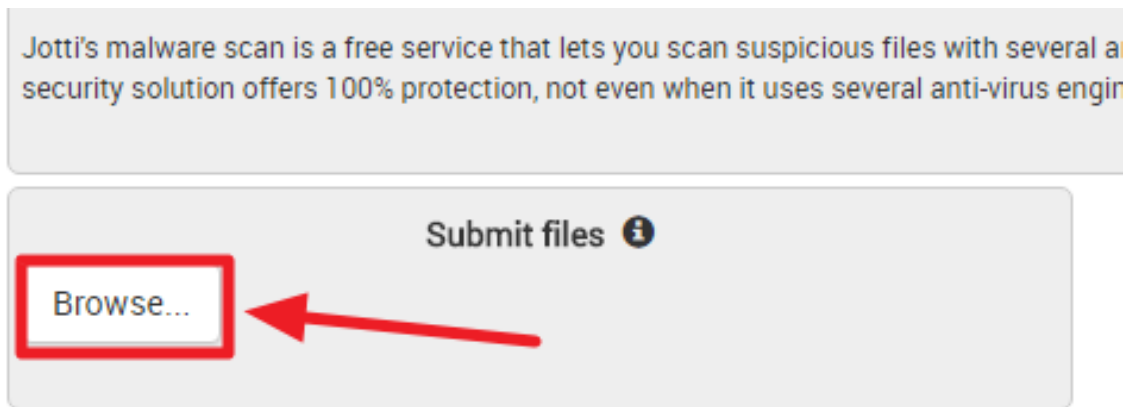 Jotti's malware scan is a free service that lets you scan suspicious files with several
security solution offers 100% protection, not even when it uses several anti-virus
Submit files
Browse...